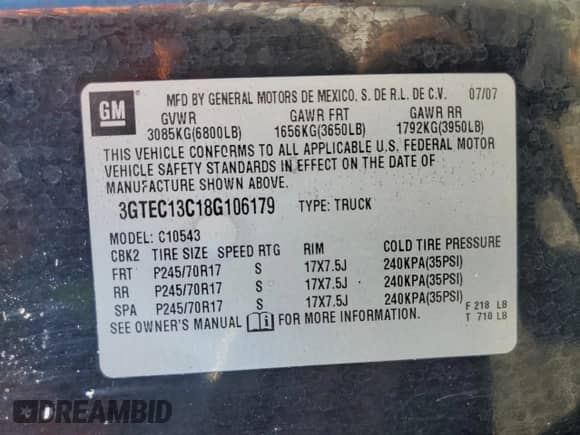 GM
MFD BY GENERAL MOTORS DE MEXICO, S. DE R.L. DE C.V. 07/07
GVWR GAWR FRT GAWR RR
3085KG(6800LB) 1656KG(3650LB) 1792KG(3950LB)
THIS VEHICLE CONFORMS TO ALL APPLICABLE U.S. FEDERAL MOTOR
VEHICLE SAFETY STANDARDS IN EFFECT ON THE DATE OF
MANUFACTURE SHOWN ABOVE.
3GTEC13C18G106179 TYPE: TRUCK
MODEL: C10543
CBK2 TIRE SIZE SPEED RTG RIM COLD TIRE PRESSURE
FRT P245/70R17 S 17X7.5J 240KPA(35PSI)
RR P245/70R17 S 17X7.5J 240KPA(35PSI)
SPA P245/70R17 S 17X7.5J 240KPA(35PSI)
SEE OWNER'S MANUAL FOR MORE INFORMATION.
F 218 LB
T 710 LB
DREAMBID